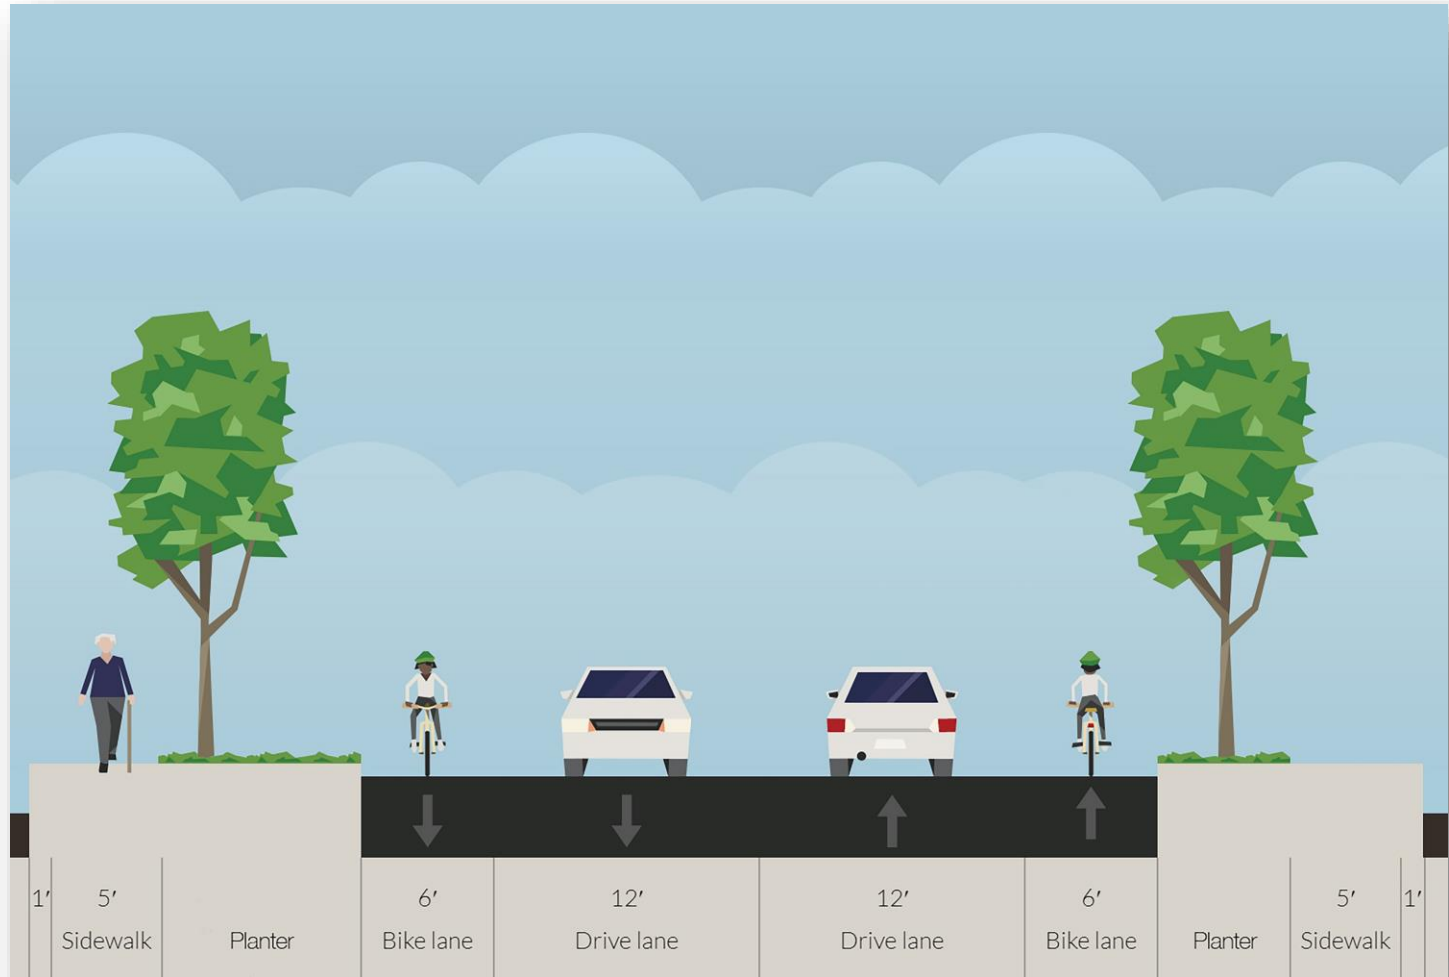 1′ 5′ 6′ 12′ 12′ 6′ 5′ 1′
Sidewalk Planter Bike lane Drive lane Drive lane Bike lane Planter Sidewalk